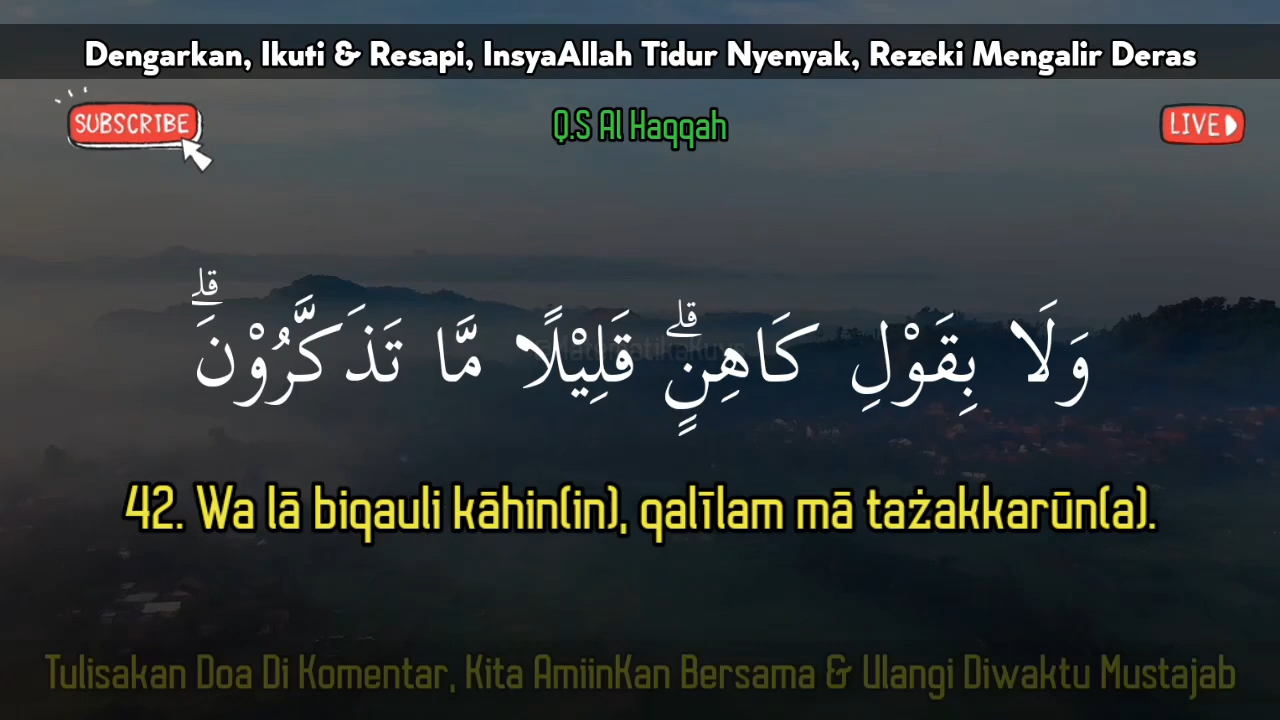 Dengarkan, Ikuti & Resapi, InsyaAllah Tidur Nyenyak, Rezeki Mengalir Deras
SUBSCRIBE
Q.S Al Haqqah
LIVE
وَلَا بِقَوْلِ كَاهِنٍۗ قَلِيْلًا مَّا تَذَكَّرُوْنَۗ
42. Wa lā biqauli kāhin(in), qalīlam mā tażakkarūn(a).
Tulisakan Doa Di Komentar, Kita AmiinKan Bersama & Ulangi Diwaktu Mustajab